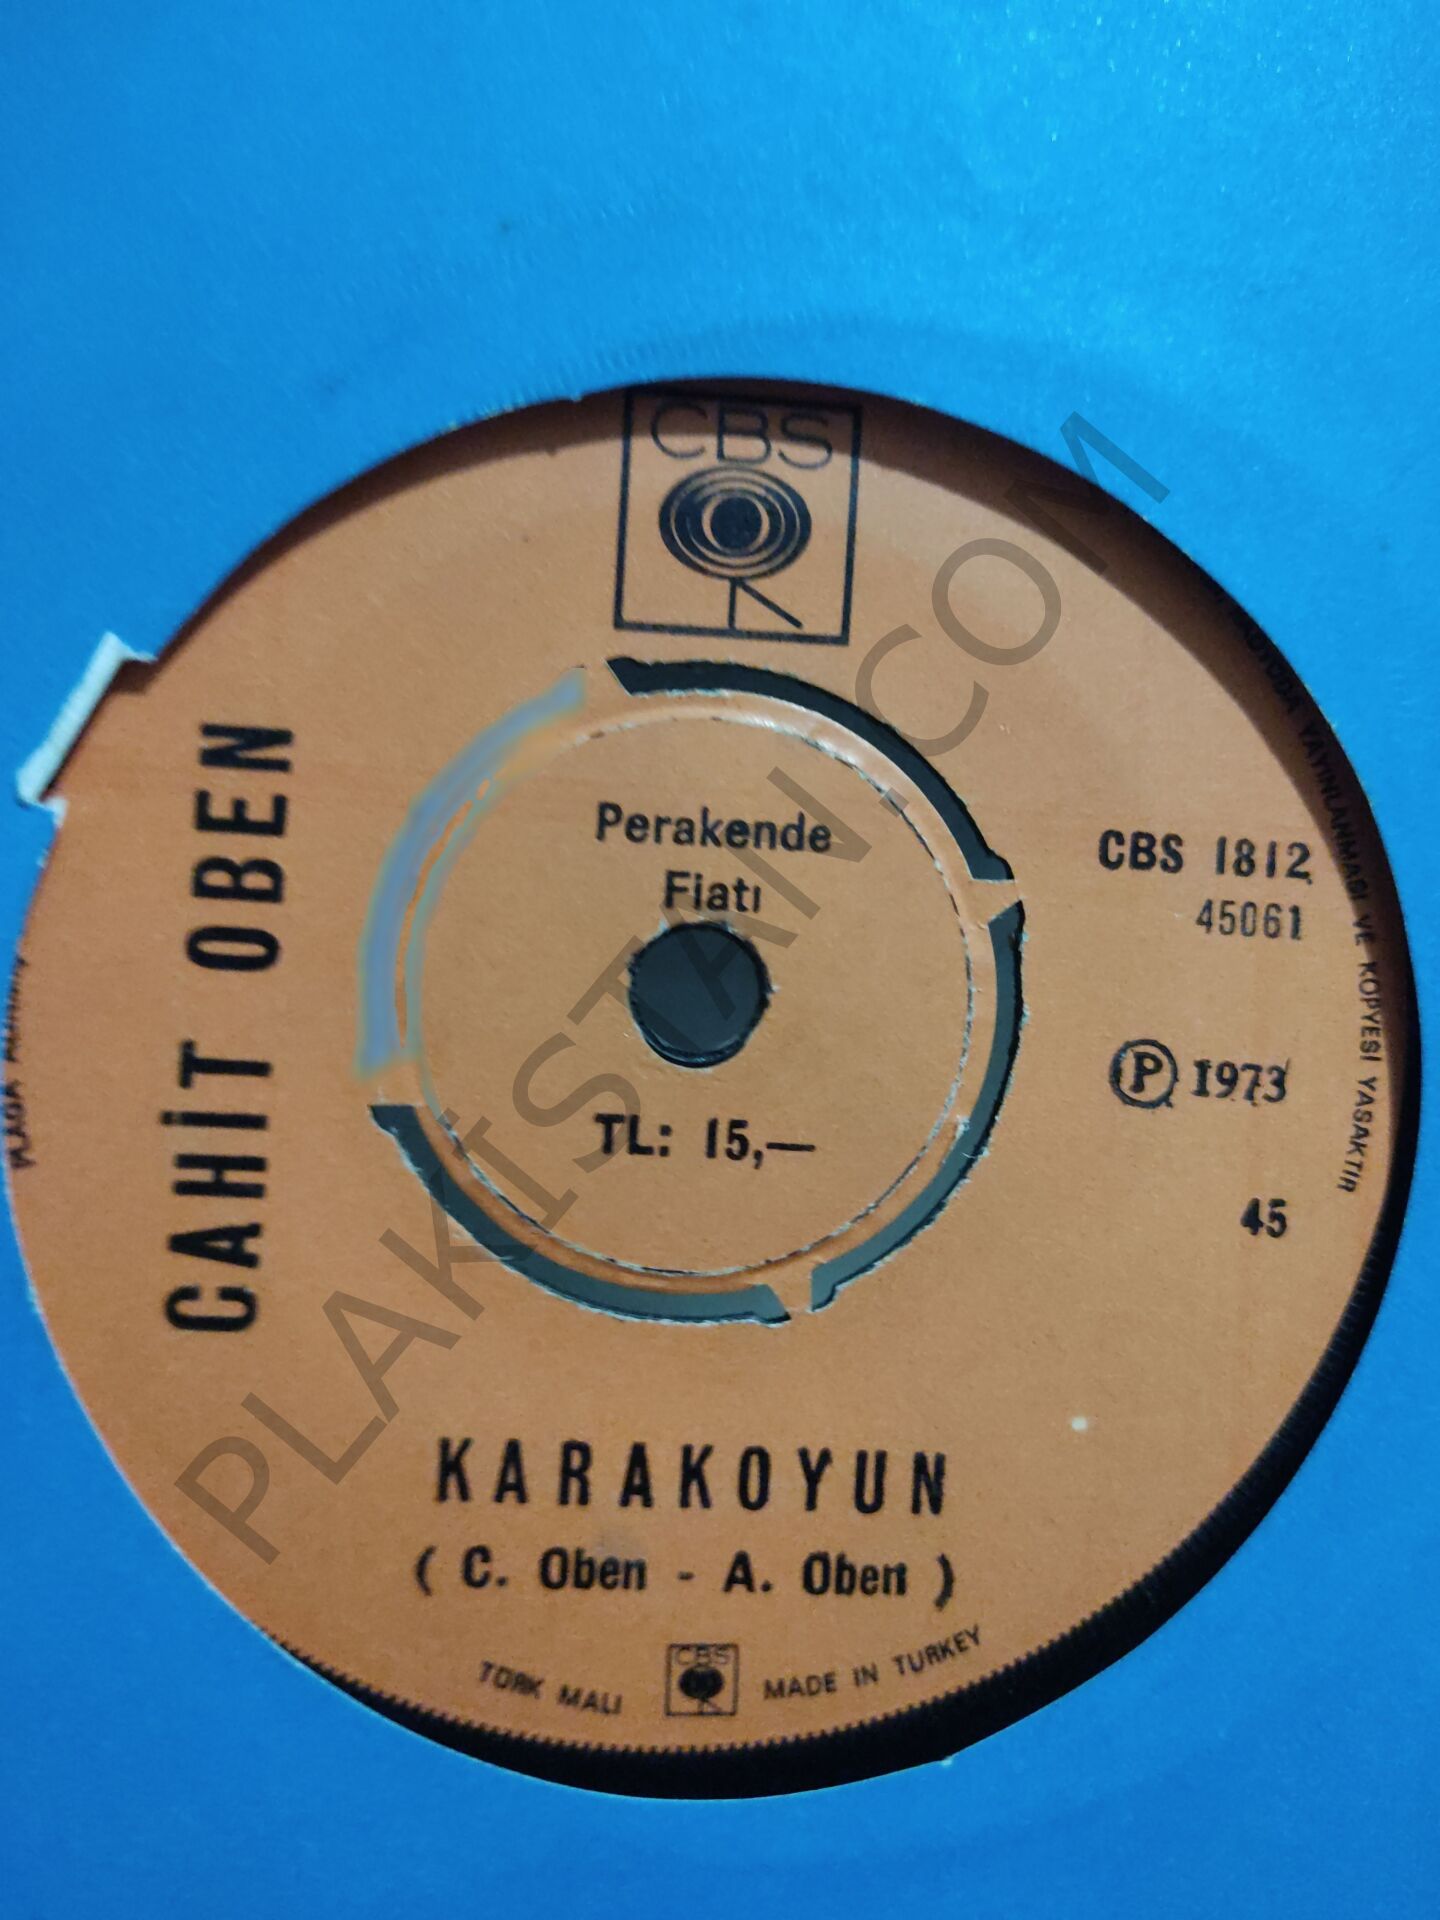 CBS
CAHİT OBEN
Perakende
Fiatı
TL: 15,—
CBS 1812
45061
Ⓟ 1973
45
YAYINLANMASI VE KOPYESİ YASAKTIR
KARAKOYUN
( C. Oben - A. Oben )
TÜRK MALI
CBS
MADE IN TURKEY
PLAKİSTAN.COM